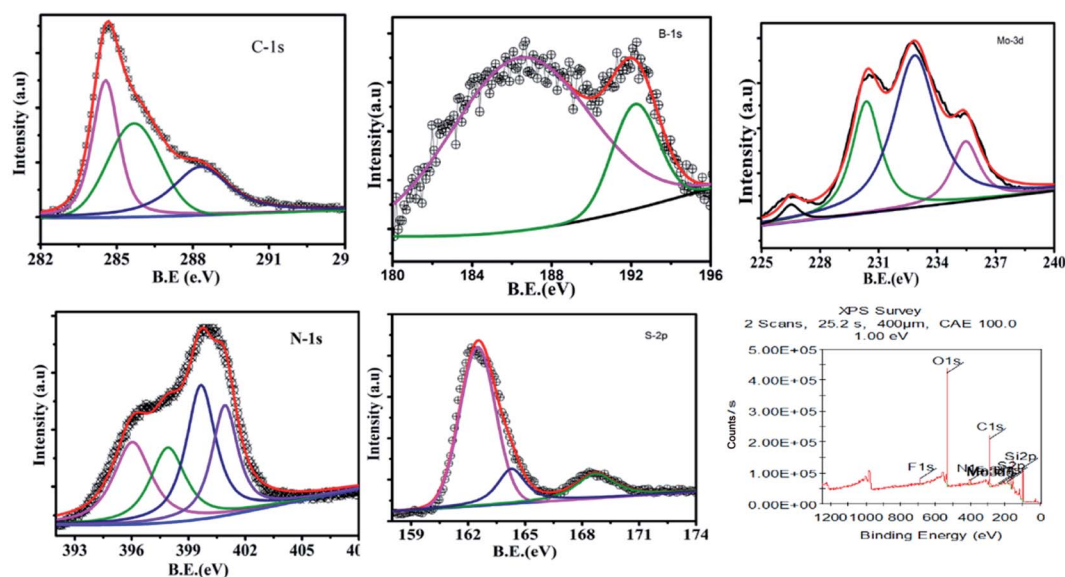 C-1s
Intensity (a.u)
282 285 288 291 29
B.E (e.V)
B-1s
Intensity(a.u)
180 184 188 192 196
B.E.(eV)
Mo-3d
Intensity (a.u)
225 228 231 234 237 240
B.E.(eV)
N-1s
Intensity (a.u)
393 396 399 402 40
B.E.(eV)
S-2p
Intensity (a.u)
159 162 165 168 171 174
B.E.(eV)
XPS Survey
2 Scans, 25.2 s, 400µm, CAE 100.0
1.00 eV
5.00E+05
4.00E+05
3.00E+05
2.00E+05
1.00E+05
0.00E+00
Counts / s
O1s
C1s
Si2p
F1s
S2p
1200 1000 800 600 400 200 0
Binding Energy (eV)